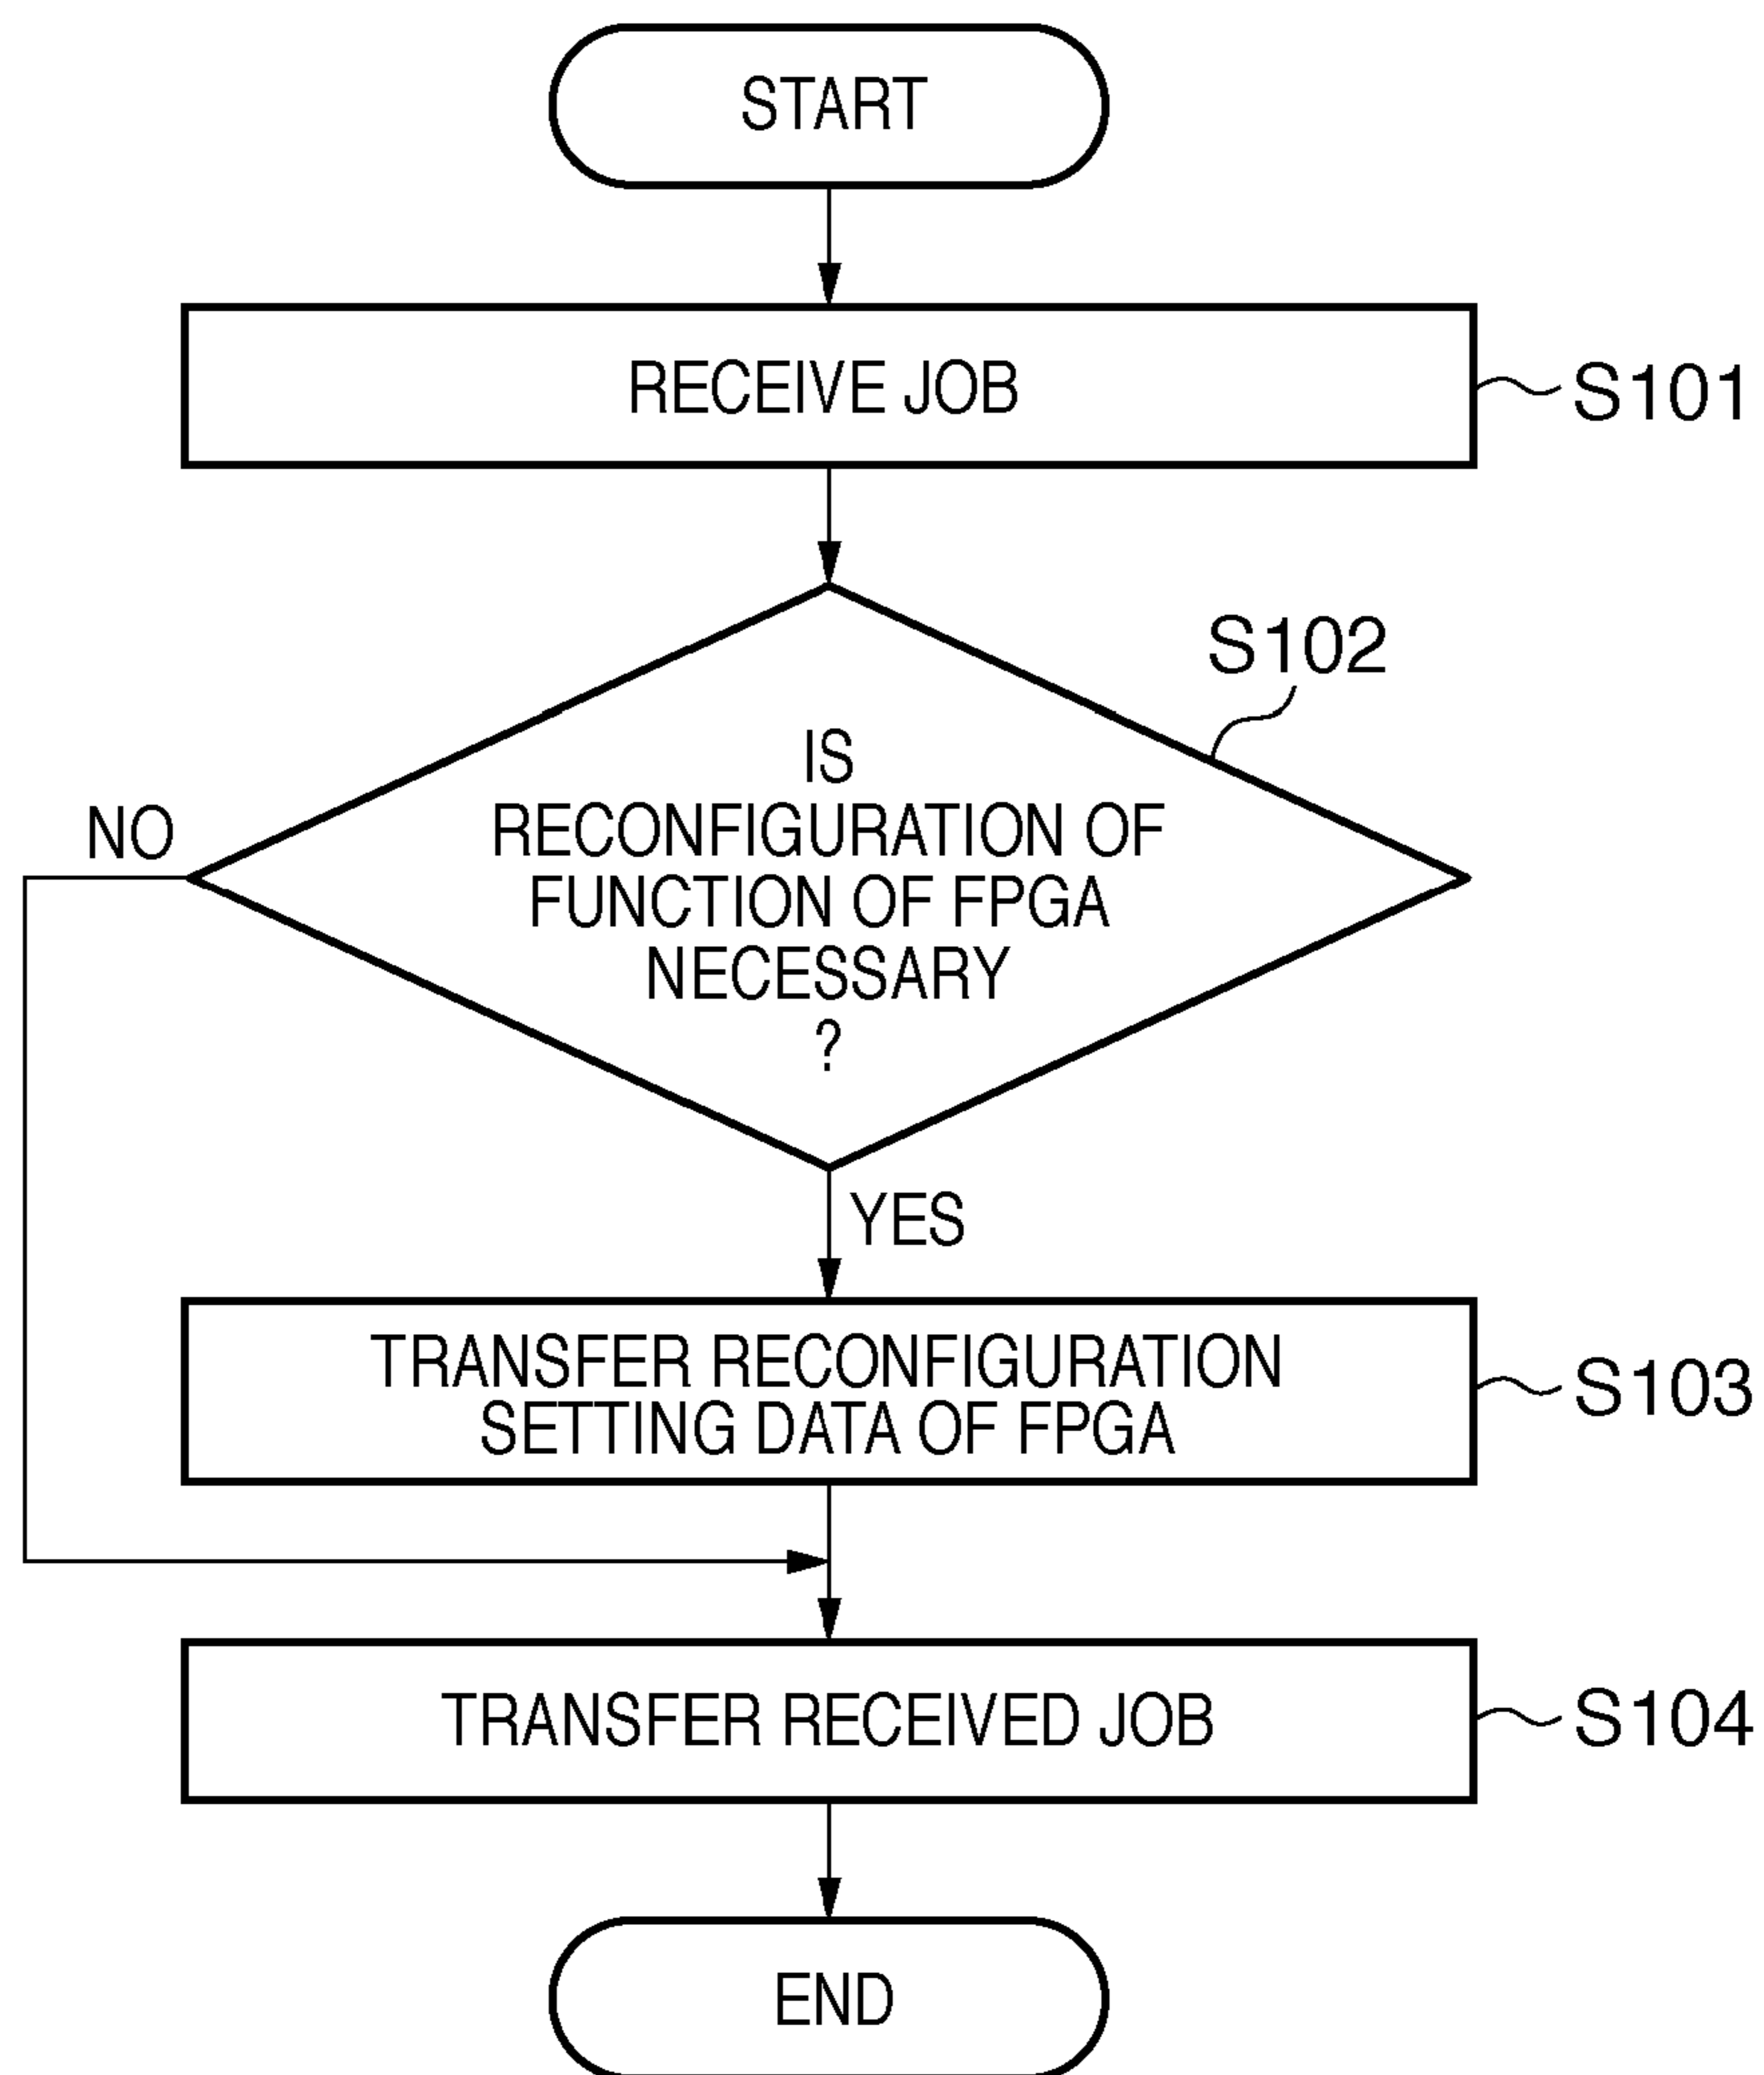 START
RECEIVE JOB
S101
S102
IS
RECONFIGURATION OF
FUNCTION OF FPGA
NECESSARY
?
NO
YES
TRANSFER RECONFIGURATION
SETTING DATA OF FPGA
S103
TRANSFER RECEIVED JOB
S104
END